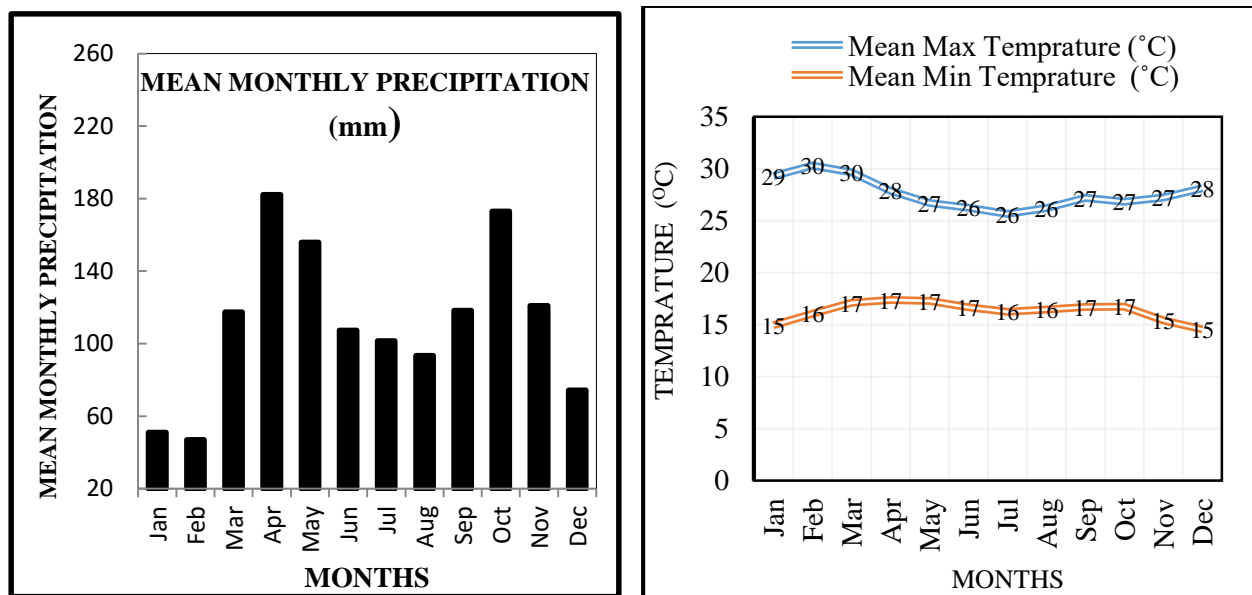 MEAN MONTHLY PRECIPITATION
(mm)
MEAN MONTHLY PRECIPITATION
260
220
180
140
100
60
20
Jan
Feb
Mar
Apr
May
Jun
Jul
Aug
Sep
Oct
Nov
Dec
MONTHS
Mean Max Temprature (˚C)
Mean Min Temprature (˚C)
TEMPRATURE (⁰C)
35
30
25
20
15
10
5
0
29 30 30 28 27 26 26 26 27 27 27 28
15 16 17 17 17 17 16 16 17 17 15 15
Jan
Feb
Mar
Apr
May
Jun
Jul
Aug
Sep
Oct
Nov
Dec
MONTHS